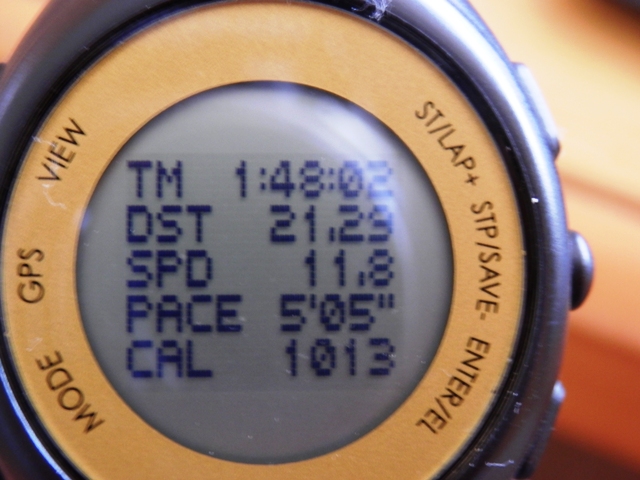 VIEW
GPS
MODE
ST/LAP+
STP/SAVE-
ENTER/EL
TM 1:48:02
DST 21.29
SPD 11.8
PACE 5'05"
CAL 1013